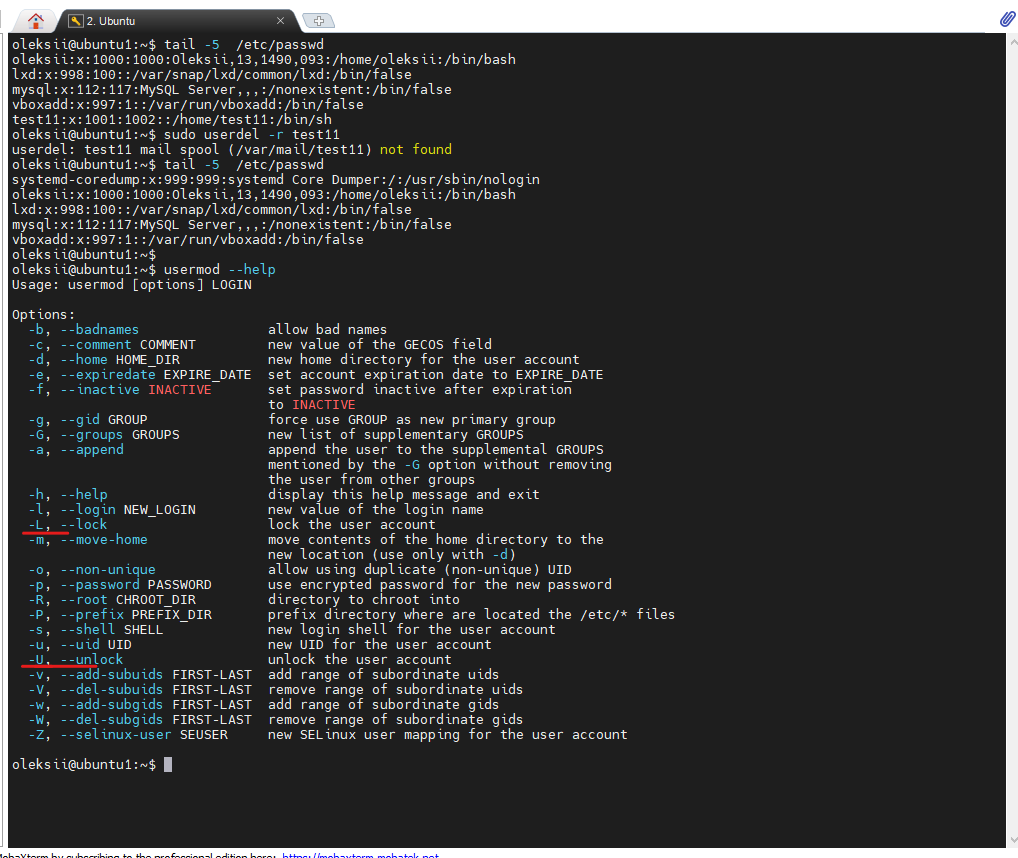 2. Ubuntu
oleksii@ubuntu1:~$ tail -5  /etc/passwd
oleksii:x:1000:1000:Oleksii,13,1490,093:/home/oleksii:/bin/bash
lxd:x:998:100::/var/snap/lxd/common/lxd:/bin/false
mysql:x:112:117:MySQL Server,,,:/nonexistent:/bin/false
vboxadd:x:997:1::/var/run/vboxadd:/bin/false
test11:x:1001:1002::/home/test11:/bin/sh
oleksii@ubuntu1:~$ sudo userdel -r test11
userdel: test11 mail spool (/var/mail/test11) not found
oleksii@ubuntu1:~$ tail -5  /etc/passwd
systemd-coredump:x:999:999:systemd Core Dumper:/:/usr/sbin/nologin
oleksii:x:1000:1000:Oleksii,13,1490,093:/home/oleksii:/bin/bash
lxd:x:998:100::/var/snap/lxd/common/lxd:/bin/false
mysql:x:112:117:MySQL Server,,,:/nonexistent:/bin/false
vboxadd:x:997:1::/var/run/vboxadd:/bin/false
oleksii@ubuntu1:~$
oleksii@ubuntu1:~$ usermod --help
Usage: usermod [options] LOGIN
Options:
  -b, --badnames                allow bad names
  -c, --comment COMMENT         new value of the GECOS field
  -d, --home HOME_DIR           new home directory for the user account
  -e, --expiredate EXPIRE_DATE  set account expiration date to EXPIRE_DATE
  -f, --inactive INACTIVE       set password inactive after expiration
                                to INACTIVE
  -g, --gid GROUP               force use GROUP as new primary group
  -G, --groups GROUPS           new list of supplementary GROUPS
  -a, --append                  append the user to the supplemental GROUPS
                                mentioned by the -G option without removing
                                the user from other groups
  -h, --help                    display this help message and exit
  -l, --login NEW_LOGIN         new value of the login name
  -L, --lock                    lock the user account
  -m, --move-home               move contents of the home directory to the
                                new location (use only with -d)
  -o, --non-unique              allow using duplicate (non-unique) UID
  -p, --password PASSWORD       use encrypted password for the new password
  -R, --root CHROOT_DIR         directory to chroot into
  -P, --prefix PREFIX_DIR       prefix directory where are located the /etc/* files
  -s, --shell SHELL             new login shell for the user account
  -u, --uid UID                 new UID for the user account
  -U, --unlock                  unlock the user account
  -v, --add-subuids FIRST-LAST  add range of subordinate uids
  -V, --del-subuids FIRST-LAST  remove range of subordinate uids
  -w, --add-subgids FIRST-LAST  add range of subordinate gids
  -W, --del-subgids FIRST-LAST  remove range of subordinate gids
  -Z, --selinux-user SEUSER     new SELinux user mapping for the user account
oleksii@ubuntu1:~$
MobaXterm by subscribing to the professional edition here: https://mobaxterm.mobatek.net